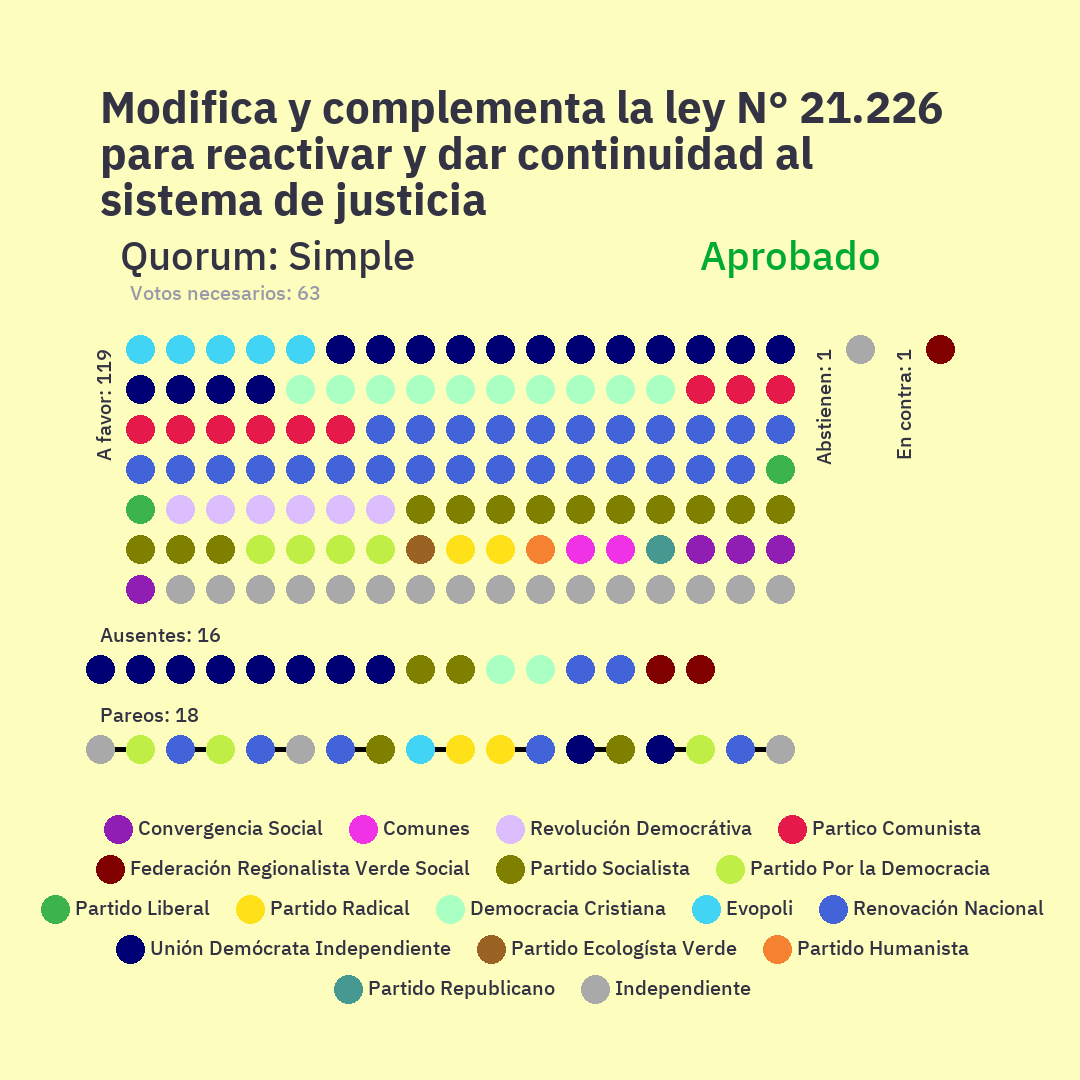 Modifica y complementa la ley N° 21.226
para reactivar y dar continuidad al
sistema de justicia
Quorum: Simple
Aprobado
Votos necesarios: 63
A favor: 119
Abstienen: 1
En contra: 1
Ausentes: 16
Pareos: 18
Convergencia Social
Comunes
Revolución Democrátiva
Partico Comunista
Federación Regionalista Verde Social
Partido Socialista
Partido Por la Democracia
Partido Liberal
Partido Radical
Democracia Cristiana
Evopoli
Renovación Nacional
Unión Demócrata Independiente
Partido Ecologísta Verde
Partido Humanista
Partido Republicano
Independiente